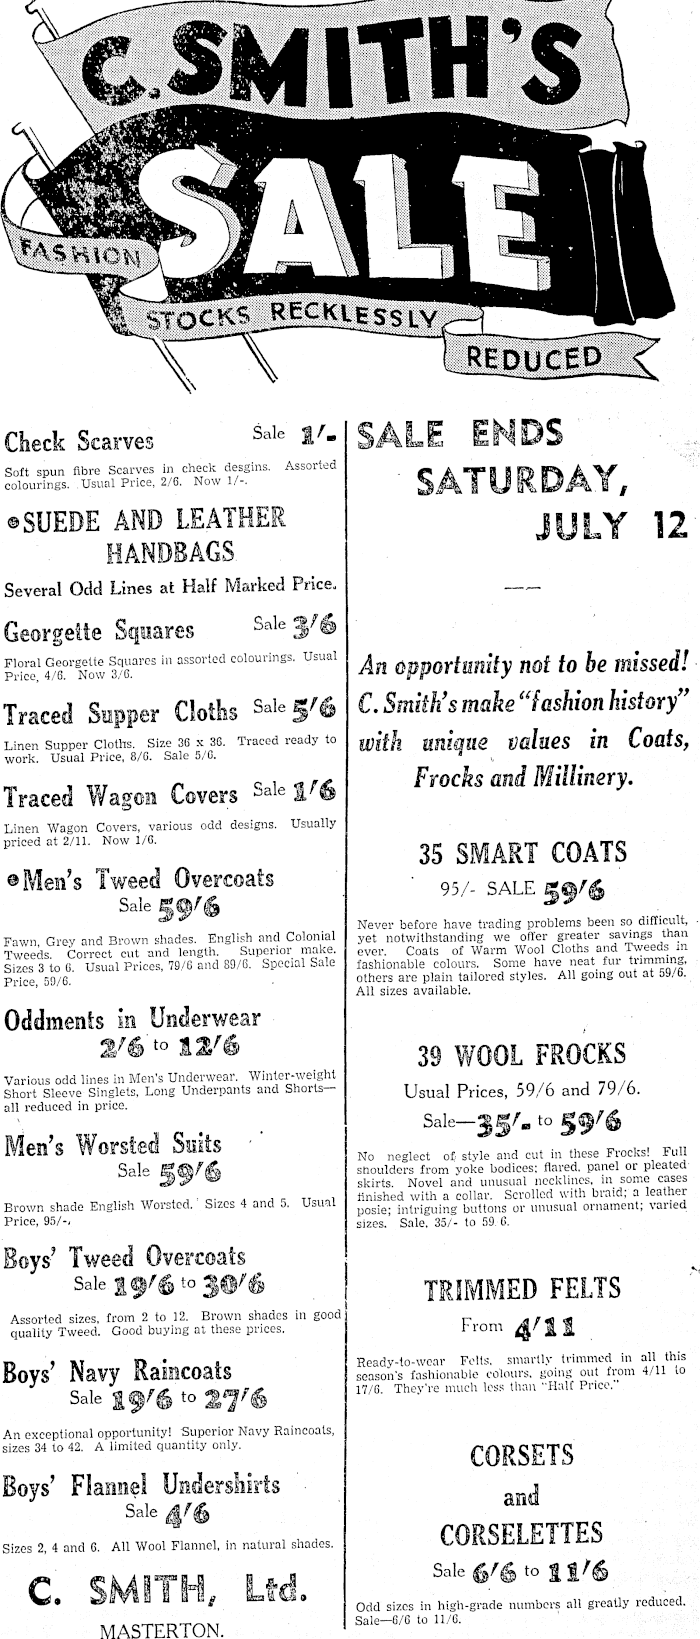 C. SMITH'S
SALE
FASHION
STOCKS RECKLESSLY
REDUCED
Check Scarves Sale 1/-
Soft spun fibre Scarves in check desgins. Assorted
colourings. Usual Price, 2/6. Now 1/-.
SUEDE AND LEATHER
HANDBAGS
Several Odd Lines at Half Marked Price.
Georgette Squares Sale 3/6
Floral Georgette Squares in assorted colourings. Usual
Price, 4/6. Now 3/6.
Traced Supper Cloths Sale 5/6
Linen Supper Cloths. Size 36 x 36. Traced ready to
work. Usual Price, 8/6. Sale 5/6.
Traced Wagon Covers Sale 1/6
Linen Wagon Covers, various odd designs. Usually
priced at 2/11. Now 1/6.
Men's Tweed Overcoats
Sale 59/6
Fawn, Grey and Brown shades. English and Colonial
Tweeds. Correct cut and length. Superior make.
Sizes 3 to 6. Usual Prices, 79/6 and 89/6. Special Sale
Price, 59/6.
Oddments in Underwear
2/6 to 12/6
Various odd lines in Men's Underwear. Winter-weight
Short Sleeve Singlets, Long Underpants and Shorts—
all reduced in price.
Men's Worsted Suits
Sale 59/6
Brown shade English Worsted. Sizes 4 and 5. Usual
Price, 95/-.
Boys' Tweed Overcoats
Sale 19/6 to 30/6
Assorted sizes, from 2 to 12. Brown shades in good
quality Tweed. Good buying at these prices.
Boys' Navy Raincoats
Sale 19/6 to 27/6
An exceptional opportunity! Superior Navy Raincoats,
sizes 34 to 42. A limited quantity only.
Boys' Flannel Undershirts
Sale 4/6
Sizes 2, 4 and 6. All Wool Flannel, in natural shades.
C. SMITH, Ltd.
MASTERTON.
SALE ENDS
SATURDAY,
JULY 12
An opportunity not to be missed!
C. Smith's make "fashion history"
with unique values in Coats,
Frocks and Millinery.
35 SMART COATS
95/- SALE 59/6
Never before have trading problems been so difficult,
yet notwithstanding we offer greater savings than
ever. Coats of Warm Wool Cloths and Tweeds in
fashionable colours. Some have neat fur trimming,
others are plain tailored styles. All going out at 59/6.
All sizes available.
39 WOOL FROCKS
Usual Prices, 59/6 and 79/6.
Sale—35/- to 59/6
No neglect of style and cut in these Frocks! Full
shoulders from yoke bodices; flared, panel or pleated
skirts. Novel and unusual necklines, in some cases
finished with a collar. Scrolled with braid; a leather
posie; intriguing buttons or unusual ornament; varied
sizes. Sale, 35/- to 59 6.
TRIMMED FELTS
From 4/11
Ready-to-wear Felts, smartly trimmed in all this
season's fashionable colours, going out from 4/11 to
17/6. They're much less than "Half Price."
CORSETS
and
CORSELETTES
Sale 6/6 to 11/6
Odd sizes in high-grade numbers all greatly reduced.
Sale—6/6 to 11/6.